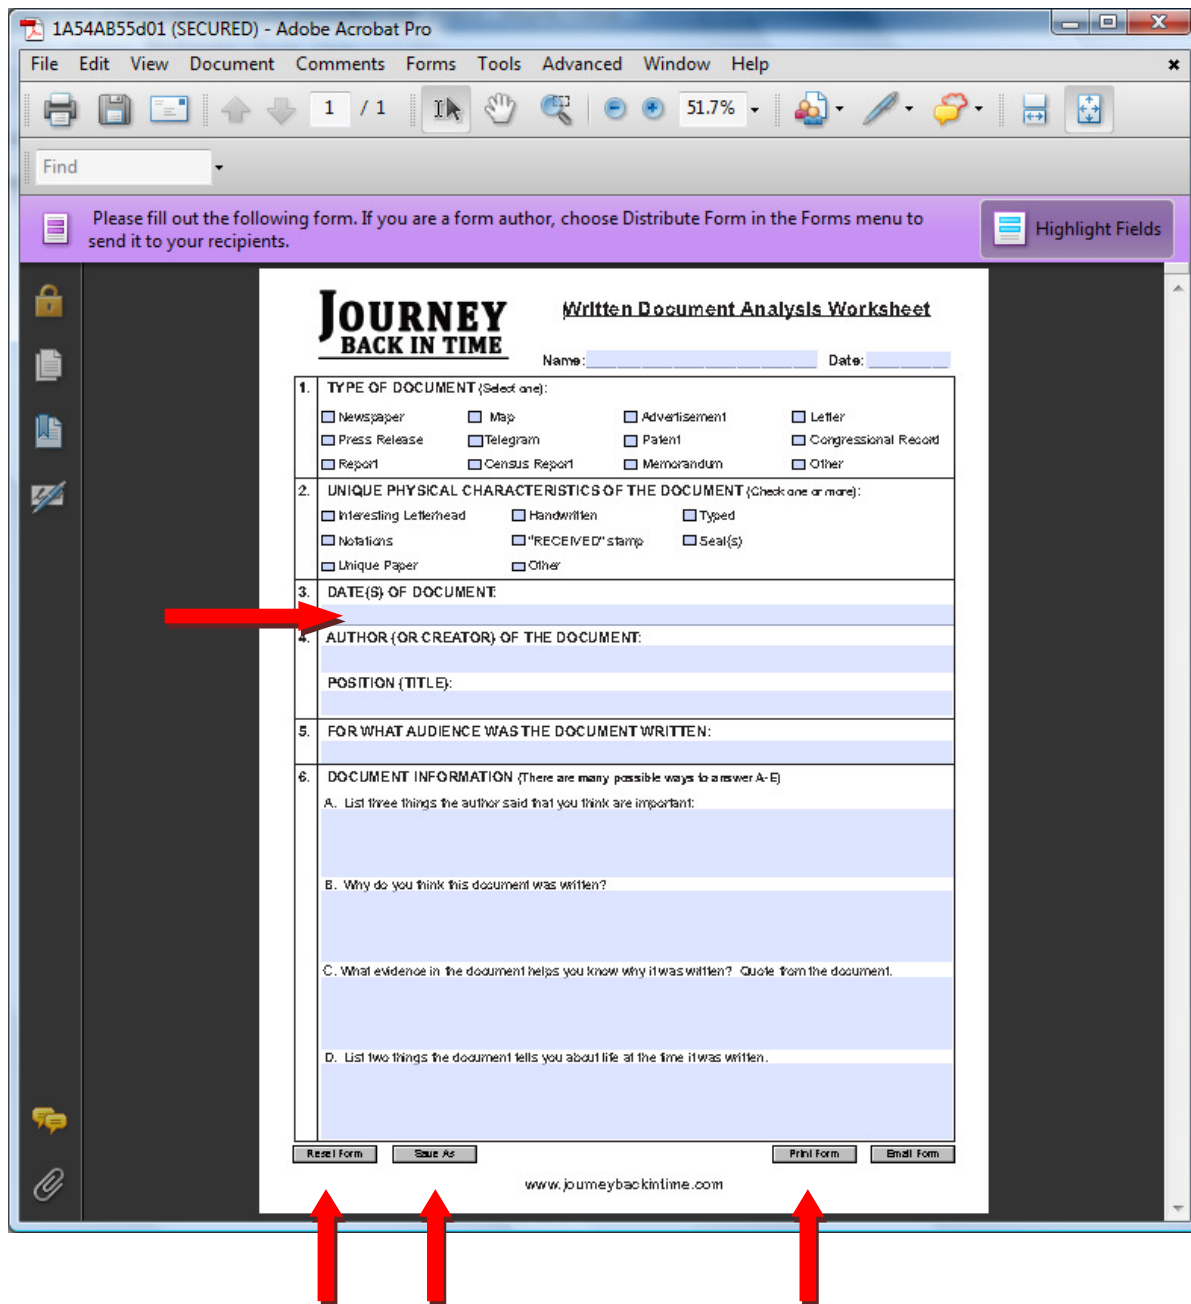 1A54AB55d01 (SECURED) - Adobe Acrobat Pro
File Edit View Document Comments Forms Tools Advanced Window Help
1 / 1 51.7%
Find
Please fill out the following form. If you are a form author, choose Distribute Form in the Forms menu to
send it to your recipients.
Highlight Fields
JOURNEY
BACK IN TIME
Written Document Analysis Worksheet
Name: Date:
1. TYPE OF DOCUMENT (Select one):
Newspaper Map Advertisement Letter
Press Release Telegram Patent Congressional Record
Report Census Report Memorandum Other
2. UNIQUE PHYSICAL CHARACTERISTICS OF THE DOCUMENT (Check one or more):
Interesting Letterhead Handwritten Typed
Notations "RECEIVED" stamp Seal(s)
Unique Paper Other
3. DATE(S) OF DOCUMENT:
4. AUTHOR (OR CREATOR) OF THE DOCUMENT:
POSITION (TITLE):
5. FOR WHAT AUDIENCE WAS THE DOCUMENT WRITTEN:
6. DOCUMENT INFORMATION (There are many possible ways to answer A-E)
A. List three things the author said that you think are important:
B. Why do you think this document was written?
C. What evidence in the document helps you know why it was written? Quote from the document.
D. List two things the document tells you about life at the time it was written.
Reset Form Save As Print Form Email Form
www.journeybackintime.com